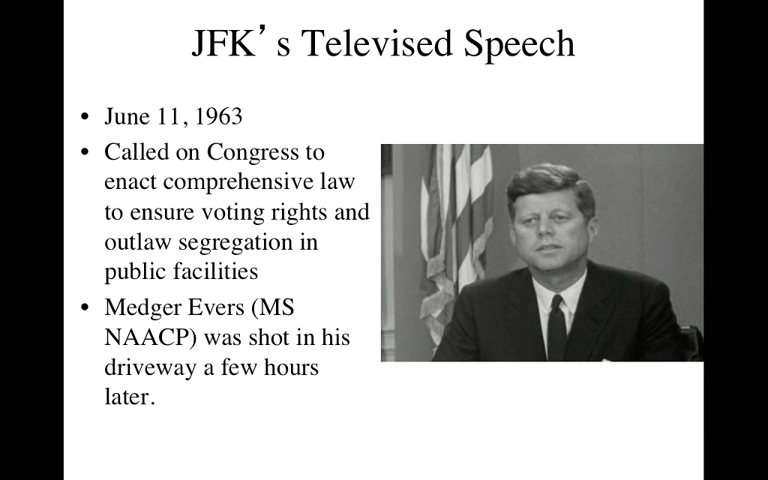 JFK’s Televised Speech
• June 11, 1963
• Called on Congress to
enact comprehensive law
to ensure voting rights and
outlaw segregation in
public facilities
• Medger Evers (MS
NAACP) was shot in his
driveway a few hours
later.